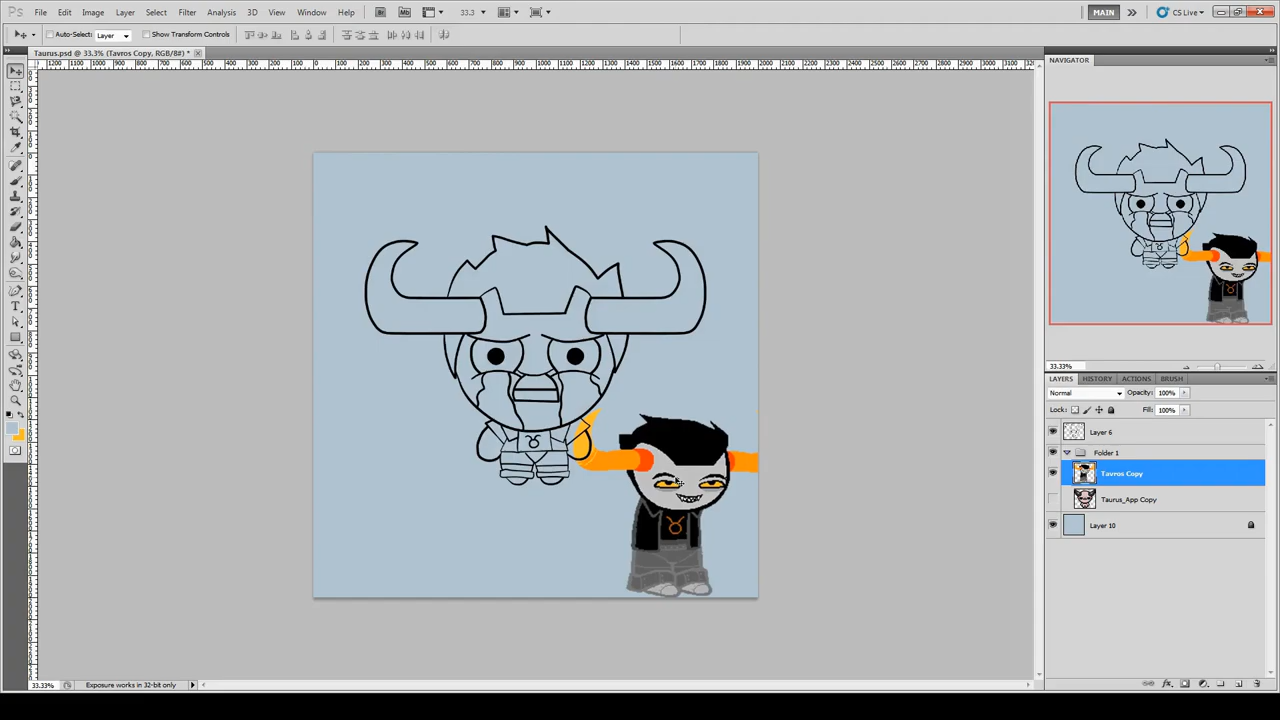 Ps File Edit Image Layer Select Filter Analysis 3D View Window Help Br Mb 33.3 MAIN CS Live
Auto-Select: Layer Show Transform Controls
Taurus.psd @ 33.3% (Tavros Copy, RGB/8#) *
NAVIGATOR
33.33%
LAYERS HISTORY ACTIONS BRUSH
Normal Opacity: 100%
Lock: Fill: 100%
Layer 6
Folder 1
Tavros Copy
Taurus_App Copy
Layer 10
33.33% Exposure works in 32-bit only